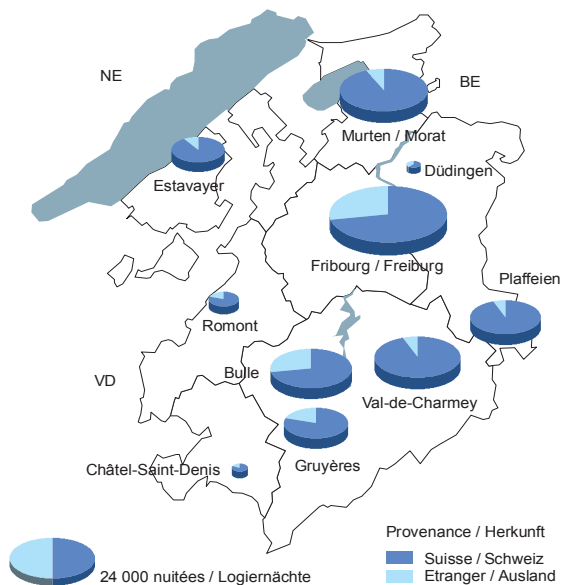 NE
BE
Murten / Morat
Düdingen
Estavayer
Fribourg / Freiburg
Plaffeien
Romont
Bulle
VD
Val-de-Charmey
Gruyères
Châtel-Saint-Denis
Provenance / Herkunft
Suisse / Schweiz
24 000 nuitées / Logiernächte
Etranger / Ausland